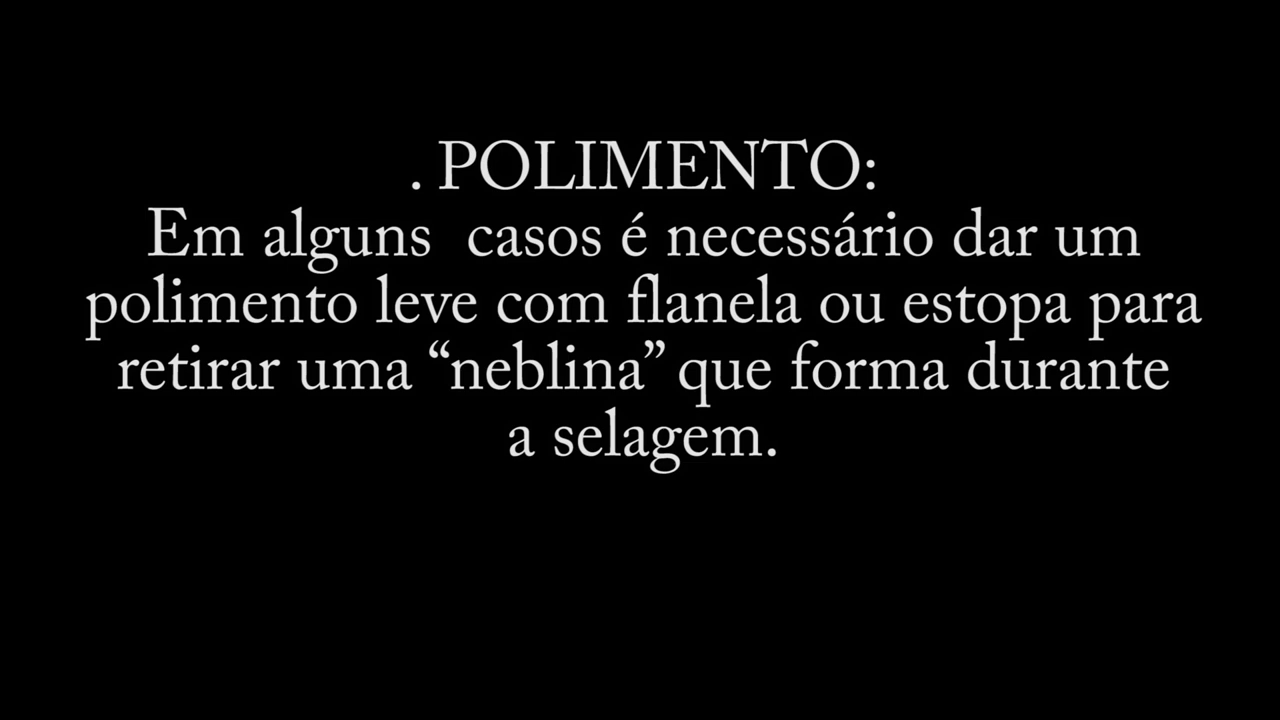 . POLIMENTO:
Em alguns  casos é necessário dar um
polimento leve com flanela ou estopa para
retirar uma “neblina” que forma durante
a selagem.